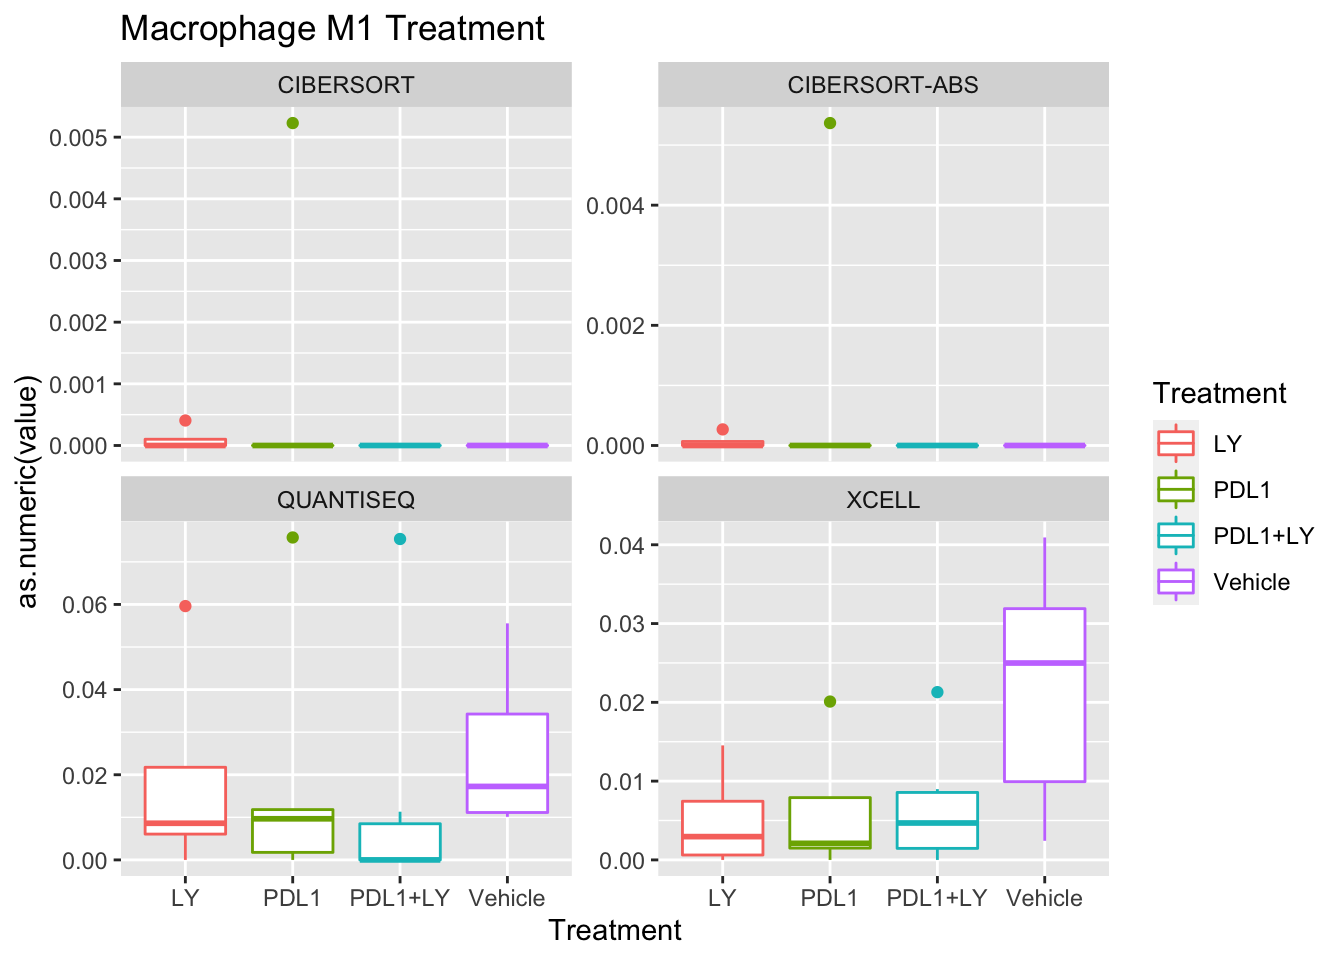 Macrophage M1 Treatment
CIBERSORT
0.005
0.004
0.003
0.002
0.001
0.000
CIBERSORT-ABS
0.004
0.002
0.000
as.numeric(value)
QUANTISEQ
0.06
0.04
0.02
0.00
LY PDL1 PDL1+LY Vehicle
XCELL
0.04
0.03
0.02
0.01
0.00
LY PDL1 PDL1+LY Vehicle
Treatment
Treatment
LY
PDL1
PDL1+LY
Vehicle